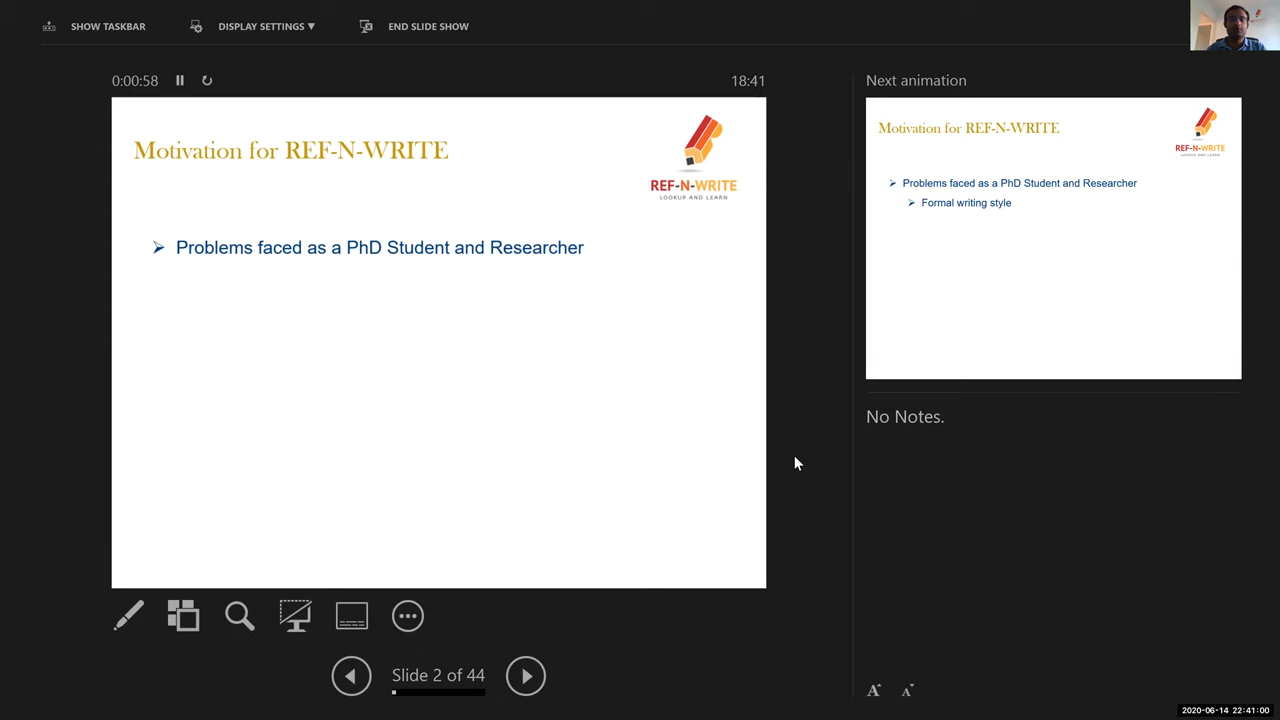 SHOW TASKBAR
DISPLAY SETTINGS ▼
END SLIDE SHOW
0:00:58
18:41
Next animation
Motivation for REF-N-WRITE
REF-N-WRITE
LOOKUP AND LEARN
Problems faced as a PhD Student and Researcher
Motivation for REF-N-WRITE
REF-N-WRITE
LOOKUP AND LEARN
Problems faced as a PhD Student and Researcher
Formal writing style
No Notes.
Slide 2 of 44
A A
2020-06-14 22:41:00